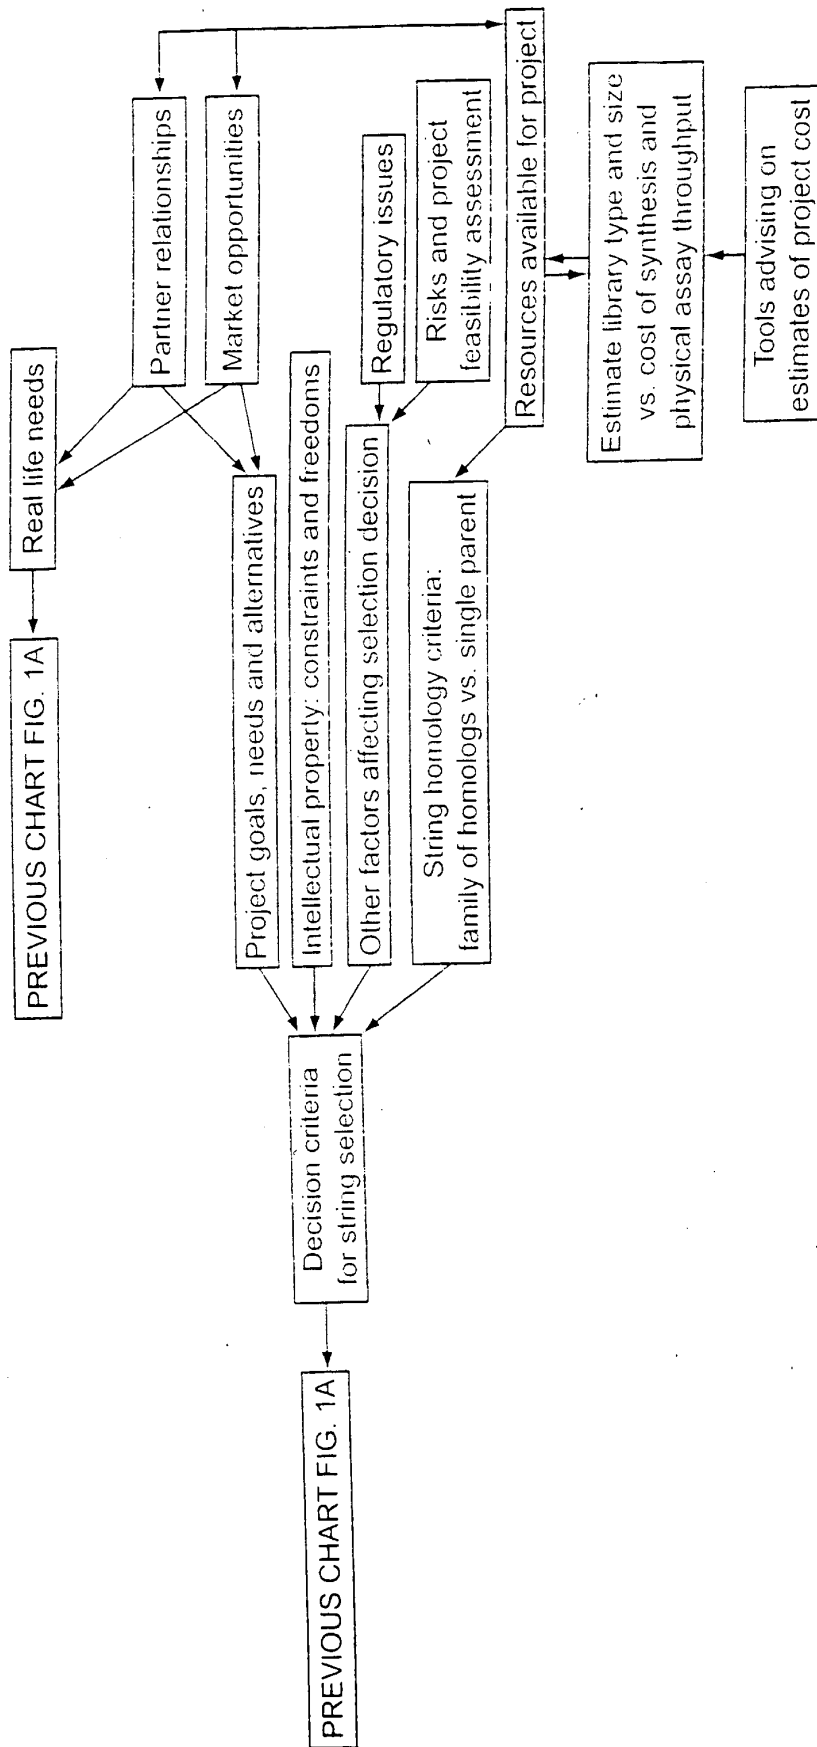 PREVIOUS CHART FIG. 1A
Real life needs
Partner relationships
Market opportunities
Project goals, needs and alternatives
Intellectual property: constraints and freedoms
Regulatory issues
Other factors affecting selection decision
Risks and project
feasibility assessment
String homology criteria:
family of homologs vs. single parent
Resources available for project
Estimate library type and size
vs. cost of synthesis and
physical assay throughput
Tools advising on
estimates of project cost
Decision criteria
for string selection
PREVIOUS CHART FIG. 1A